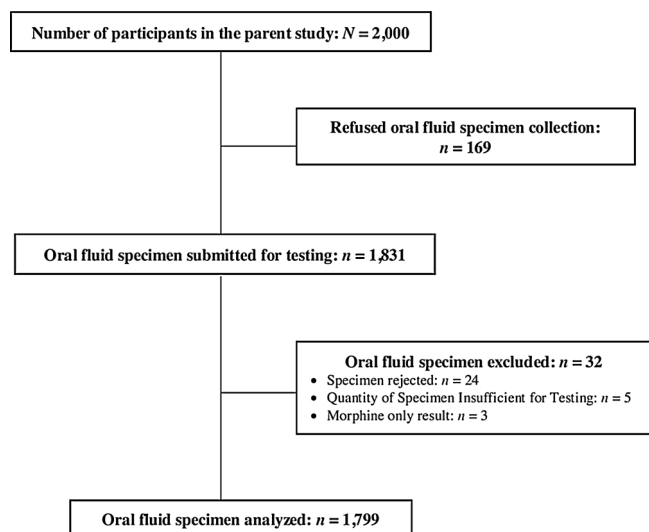 Number of participants in the parent study: N = 2,000
Refused oral fluid specimen collection:
n = 169
Oral fluid specimen submitted for testing: n = 1,831
Oral fluid specimen excluded: n = 32
• Specimen rejected: n = 24
• Quantity of Specimen Insufficient for Testing: n = 5
• Morphine only result: n = 3
Oral fluid specimen analyzed: n = 1,799